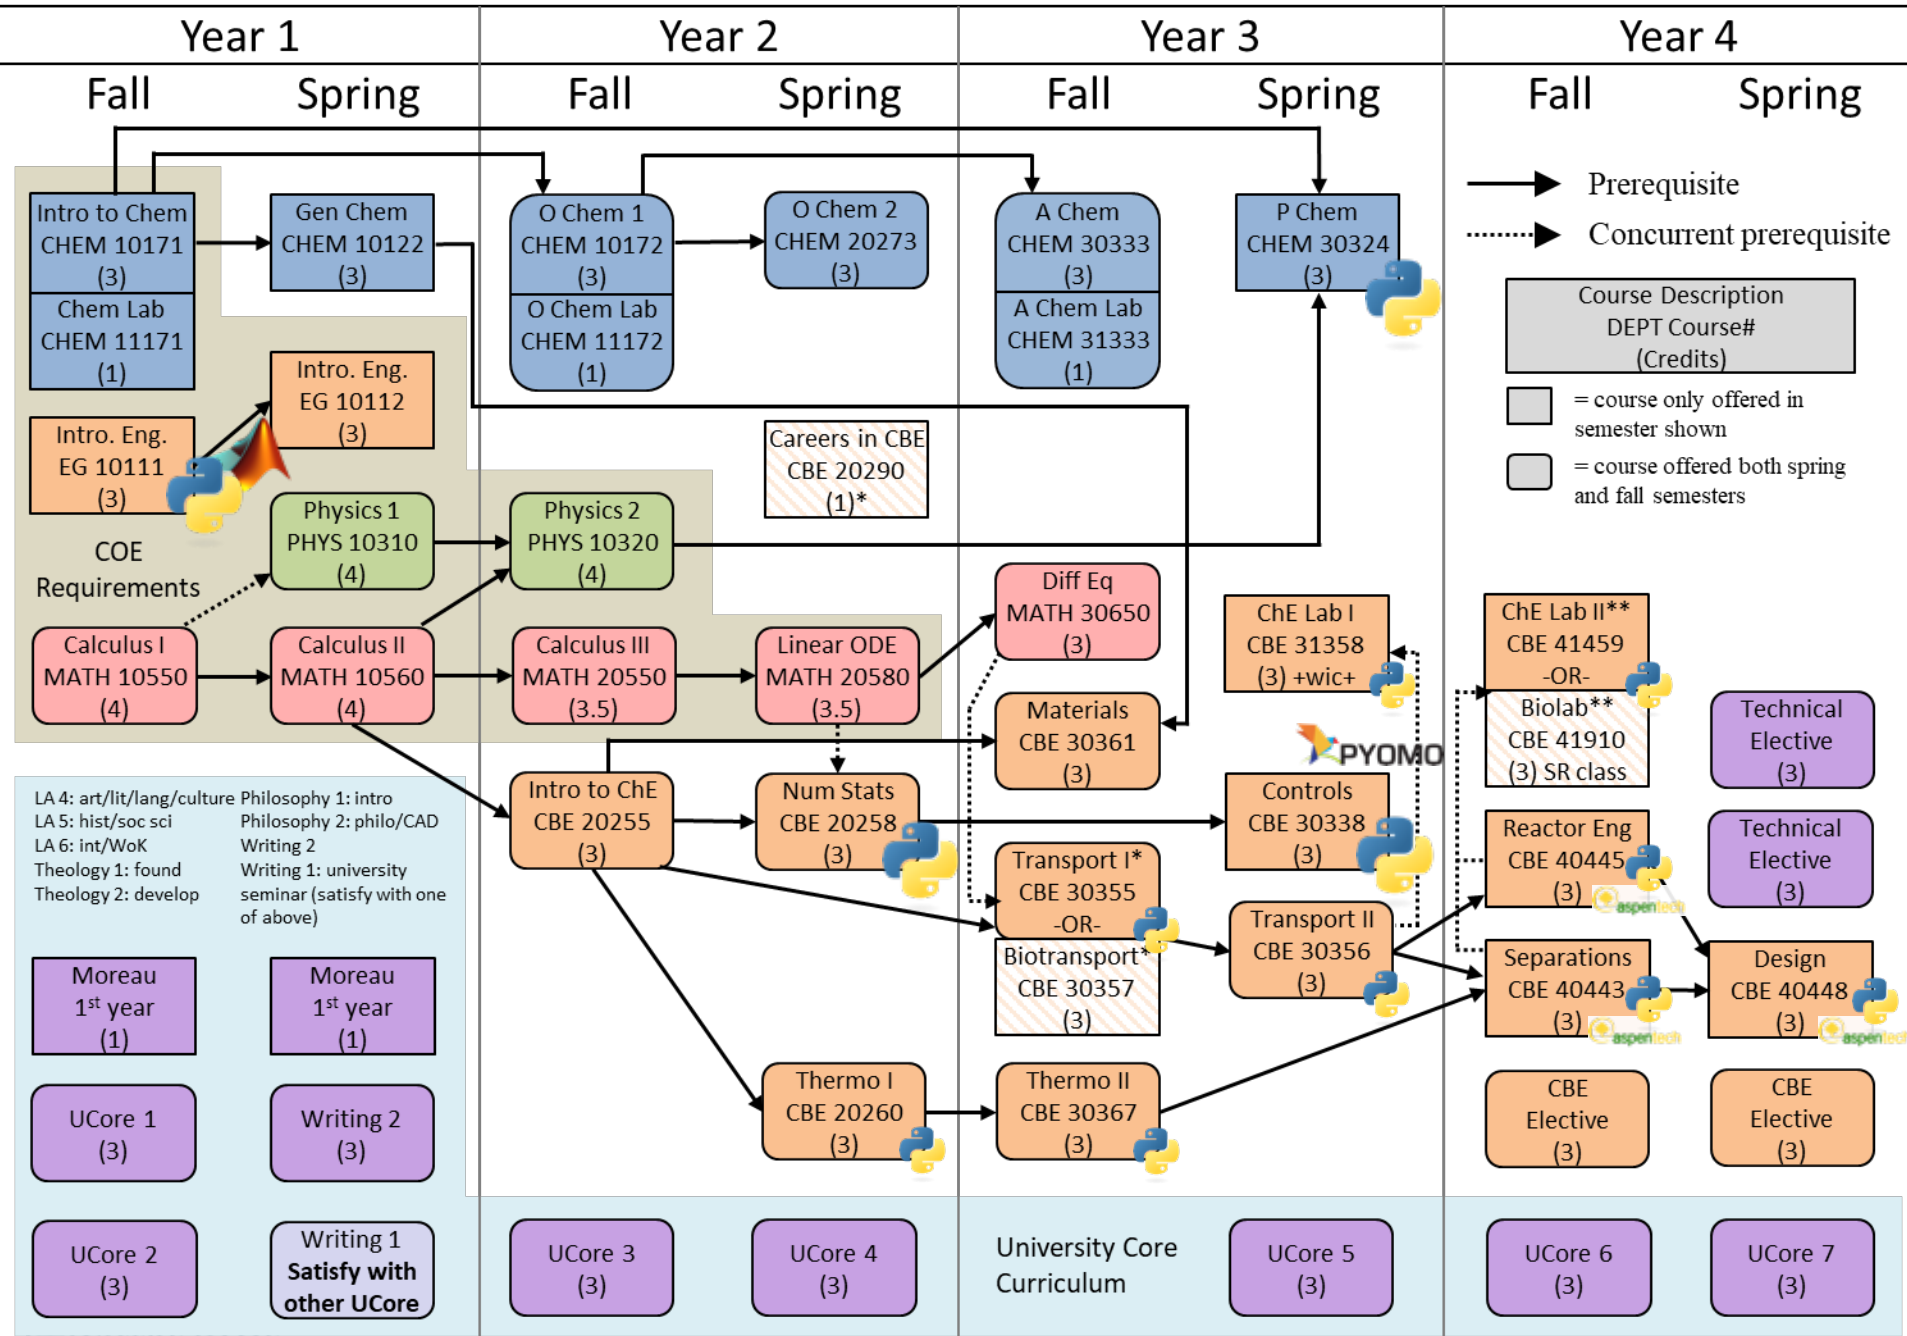 Year 1
Year 2
Year 3
Year 4
Fall
Spring
Fall
Spring
Fall
Spring
Fall
Spring
Intro to Chem
CHEM 10171
(3)
Chem Lab
CHEM 11171
(1)
Gen Chem
CHEM 10122
(3)
O Chem 1
CHEM 10172
(3)
O Chem Lab
CHEM 11172
(1)
O Chem 2
CHEM 20273
(3)
A Chem
CHEM 30333
(3)
A Chem Lab
CHEM 31333
(1)
P Chem
CHEM 30324
(3)
Prerequisite
Concurrent prerequisite
Course Description
DEPT Course#
(Credits)
= course only offered in
semester shown
= course offered both spring
and fall semesters
Intro. Eng.
EG 10111
(3)
Intro. Eng.
EG 10112
(3)
Careers in CBE
CBE 20290
(1)*
COE
Requirements
Physics 1
PHYS 10310
(4)
Physics 2
PHYS 10320
(4)
Calculus I
MATH 10550
(4)
Calculus II
MATH 10560
(4)
Calculus III
MATH 20550
(3.5)
Linear ODE
MATH 20580
(3.5)
Diff Eq
MATH 30650
(3)
ChE Lab I
CBE 31358
(3) +wic+
ChE Lab II**
CBE 41459
-OR-
Biolab**
CBE 41910
(3) SR class
Technical
Elective
(3)
Materials
CBE 30361
(3)
PYOMO
LA 4: art/lit/lang/culture
LA 5: hist/soc sci
LA 6: int/WoK
Theology 1: found
Theology 2: develop
Philosophy 1: intro
Philosophy 2: philo/CAD
Writing 2
Writing 1: university
seminar (satisfy with one
of above)
Intro to ChE
CBE 20255
(3)
Num Stats
CBE 20258
(3)
Controls
CBE 30338
(3)
Reactor Eng
CBE 40445
(3)
aspentech
Technical
Elective
(3)
Transport I*
CBE 30355
-OR-
Biotransport*
CBE 30357
(3)
Transport II
CBE 30356
(3)
Separations
CBE 40443
(3)
aspentech
Design
CBE 40448
(3)
aspentech
Moreau
1st year
(1)
Moreau
1st year
(1)
Thermo I
CBE 20260
(3)
Thermo II
CBE 30367
(3)
CBE
Elective
(3)
CBE
Elective
(3)
UCore 1
(3)
Writing 2
(3)
UCore 2
(3)
Writing 1
Satisfy with
other UCore
UCore 3
(3)
UCore 4
(3)
University Core
Curriculum
UCore 5
(3)
UCore 6
(3)
UCore 7
(3)